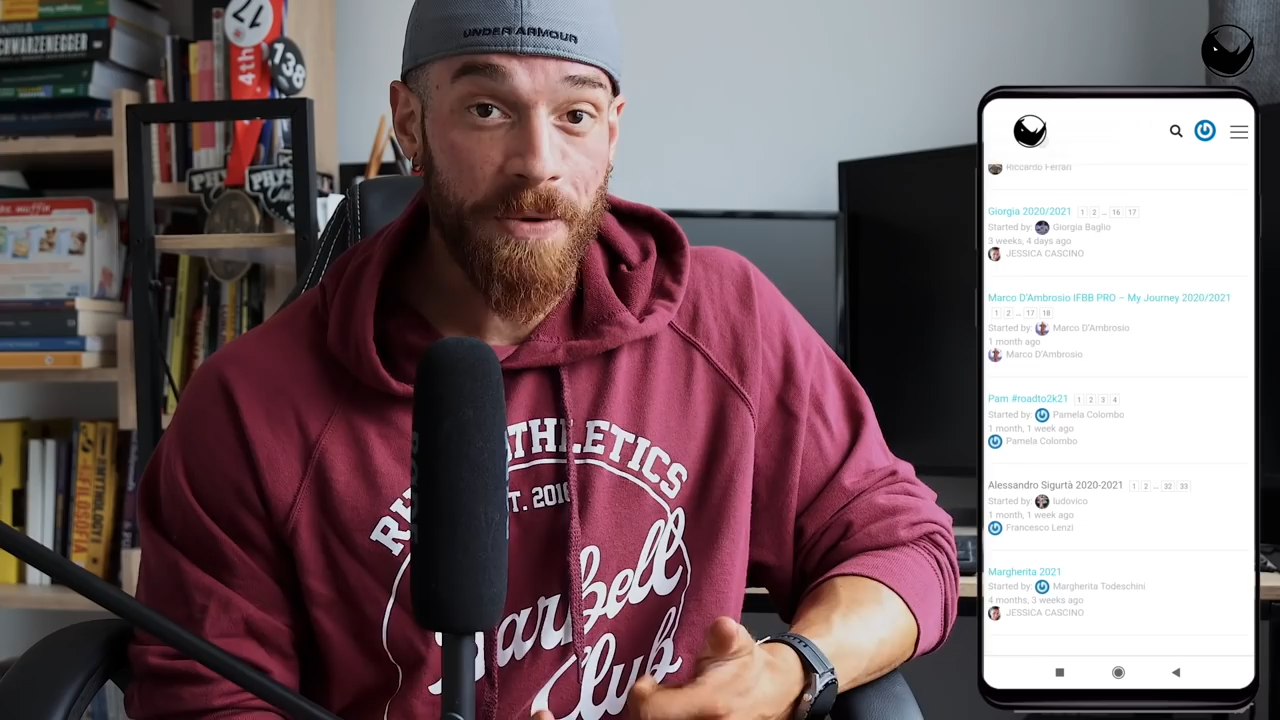 UNDER ARMOUR
SCHWARZENEGGER
17
4th
138
PHYSI
ATHLETICS
T. 2016
Barbell
Club
FILOSOFIA
Riccardo Ferrari
Giorgia 2020/2021 1 2 ... 16 17
Started by: Giorgia Baglio
3 weeks, 4 days ago
JESSICA CASCINO
Marco D'Ambrosio IFBB PRO – My Journey 2020/2021
1 2 ... 17 18
Started by: Marco D'Ambrosio
1 month ago
Marco D'Ambrosio
Pam #roadto2k21 1 2 3 4
Started by: Pamela Colombo
1 month, 1 week ago
Pamela Colombo
Alessandro Sigurtà 2020-2021 1 2 ... 32 33
Started by: ludovico
1 month, 1 week ago
Francesco Lenzi
Margherita 2021
Started by: Margherita Todeschini
4 months, 3 weeks ago
JESSICA CASCINO